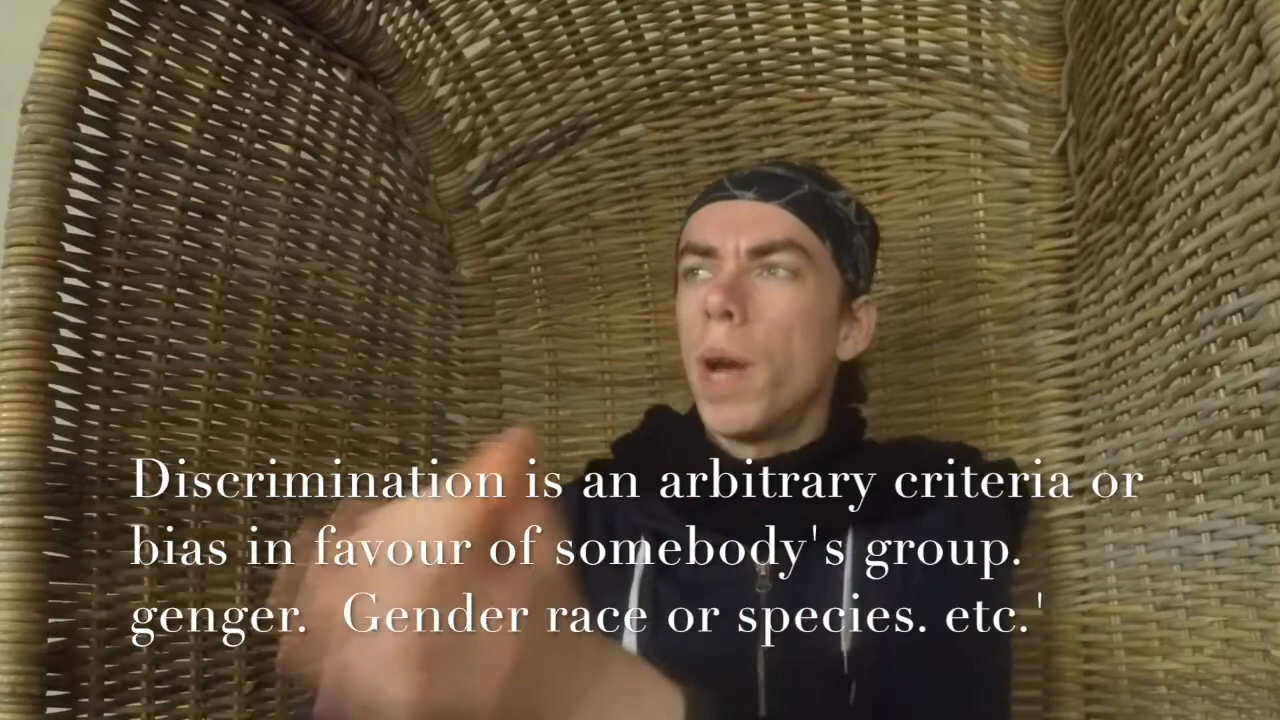 Discrimination is an arbitrary criteria or
bias in favour of somebody's group.
genger.  Gender race or species. etc.'